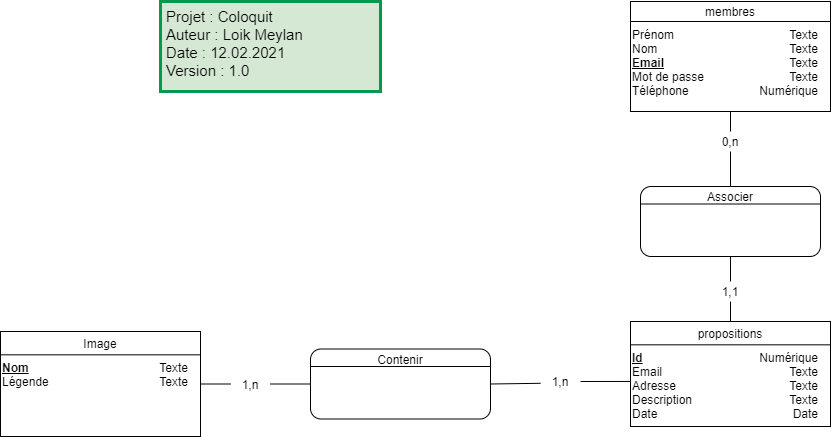 Projet : Coloquit
Auteur : Loik Meylan
Date : 12.02.2021
Version : 1.0
membres
Prénom Texte
Nom Texte
Email Texte
Mot de passe Texte
Téléphone Numérique
0,n
Associer
1,1
propositions
Id Numérique
Email Texte
Adresse Texte
Description Texte
Date Date
Image
Nom Texte
Légende Texte
1,n
Contenir
1,n